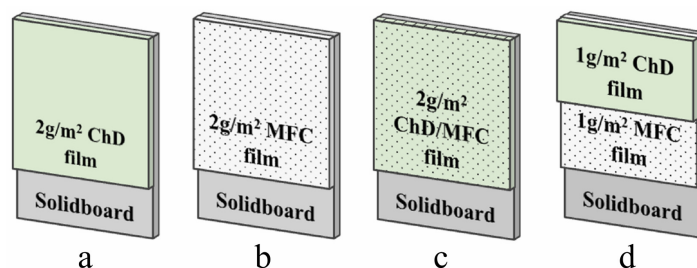 2g/m² ChD
film
Solidboard
a
2g/m² MFC
film
Solidboard
b
2g/m²
ChD/MFC
film
Solidboard
c
1g/m² ChD
film
1g/m² MFC
film
Solidboard
d